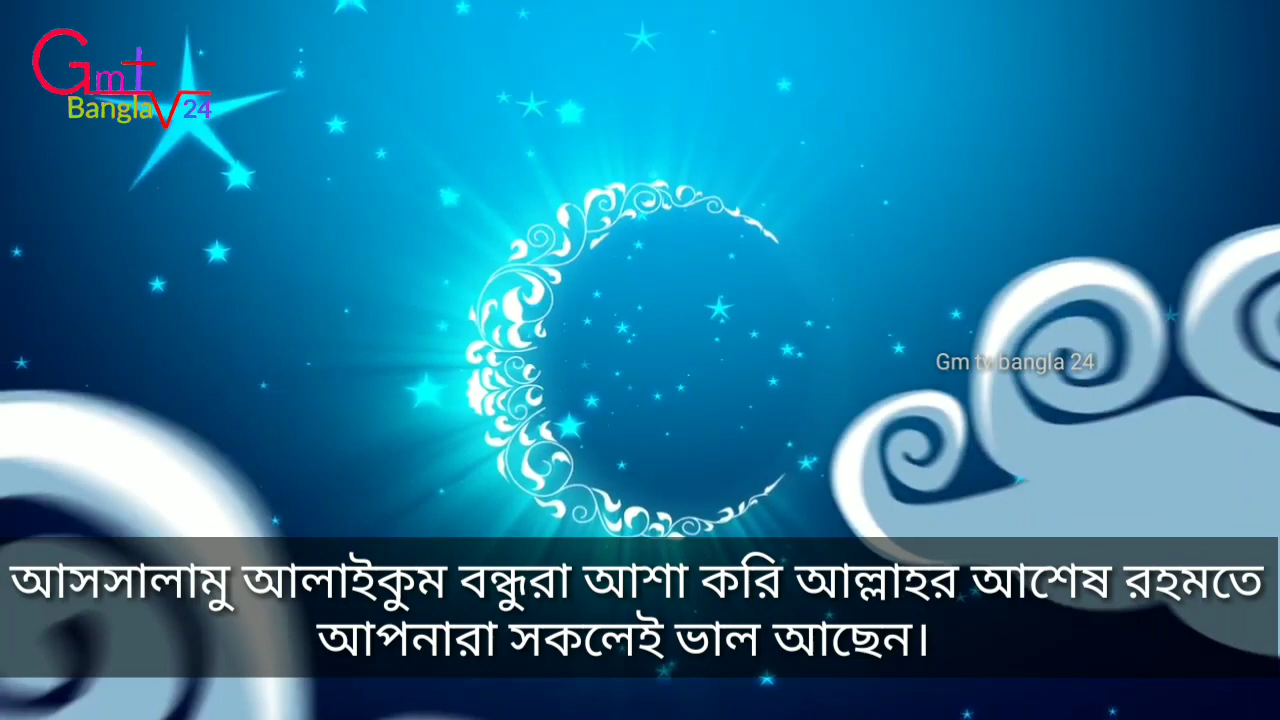 Gmt
Bangla V 24
Gm tv bangla 24
আসসালামু আলাইকুম বন্ধুরা আশা করি আল্লাহর আশেষ রহমতে
আপনারা সকলেই ভাল আছেন।